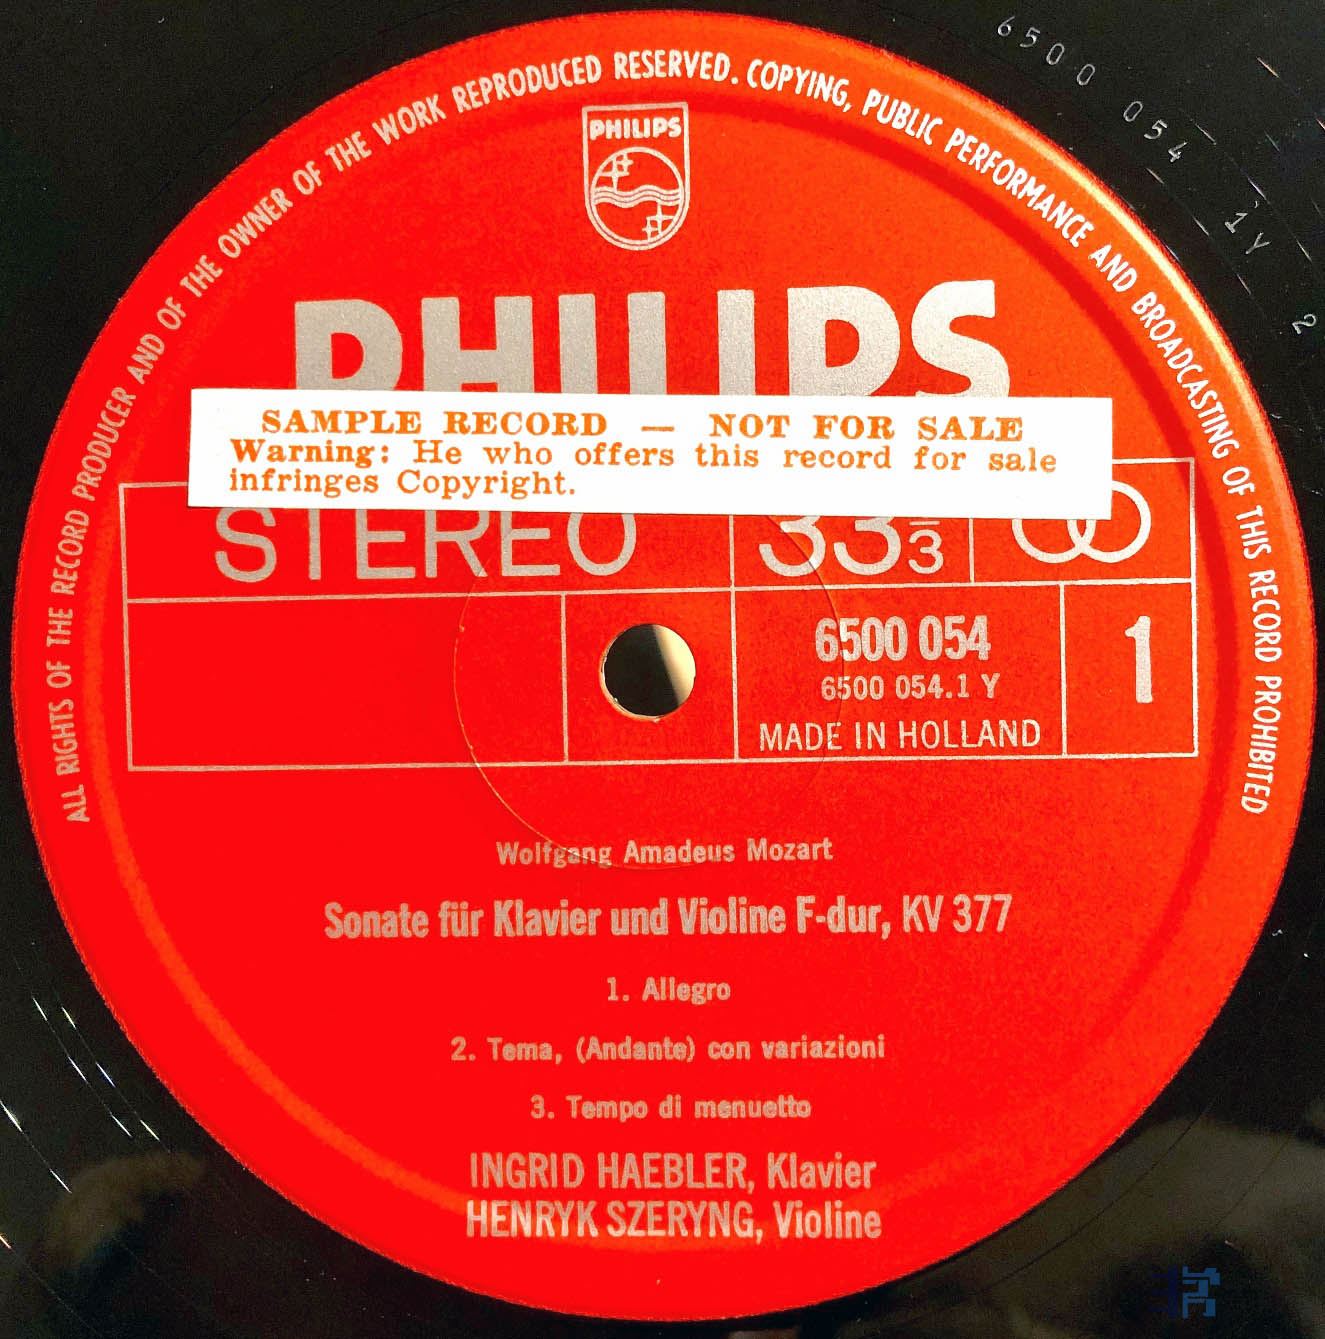 ALL RIGHTS OF THE RECORD PRODUCER AND OF THE OWNER OF THE WORK REPRODUCED RESERVED. COPYING, PUBLIC PERFORMANCE AND BROADCASTING OF THIS RECORD PROHIBITED
6500 054 1Y 2
PHILIPS
PHILIPS
SAMPLE RECORD — NOT FOR SALE
Warning: He who offers this record for sale
infringes Copyright.
STEREO 33 3
6500 054
6500 054.1 Y
MADE IN HOLLAND
1
Wolfgang Amadeus Mozart
Sonate für Klavier und Violine F-dur, KV 377
1. Allegro
2. Tema, (Andante) con variazioni
3. Tempo di menuetto
INGRID HAEBLER, Klavier
HENRYK SZERYNG, Violine